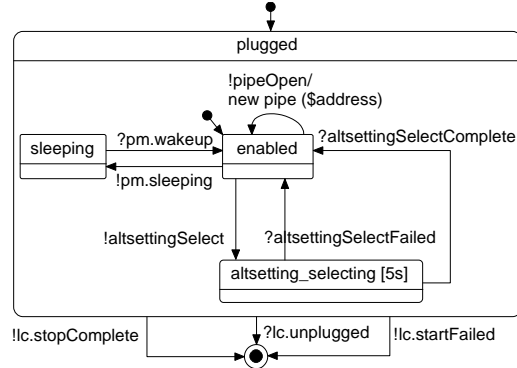 plugged
!pipeOpen/
new pipe ($address)
?pm.wakeup
?altsettingSelectComplete
sleeping
enabled
!pm.sleeping
!altsettingSelect
?altsettingSelectFailed
altsetting_selecting [5s]
!lc.stopComplete
?lc.unplugged
!lc.startFailed